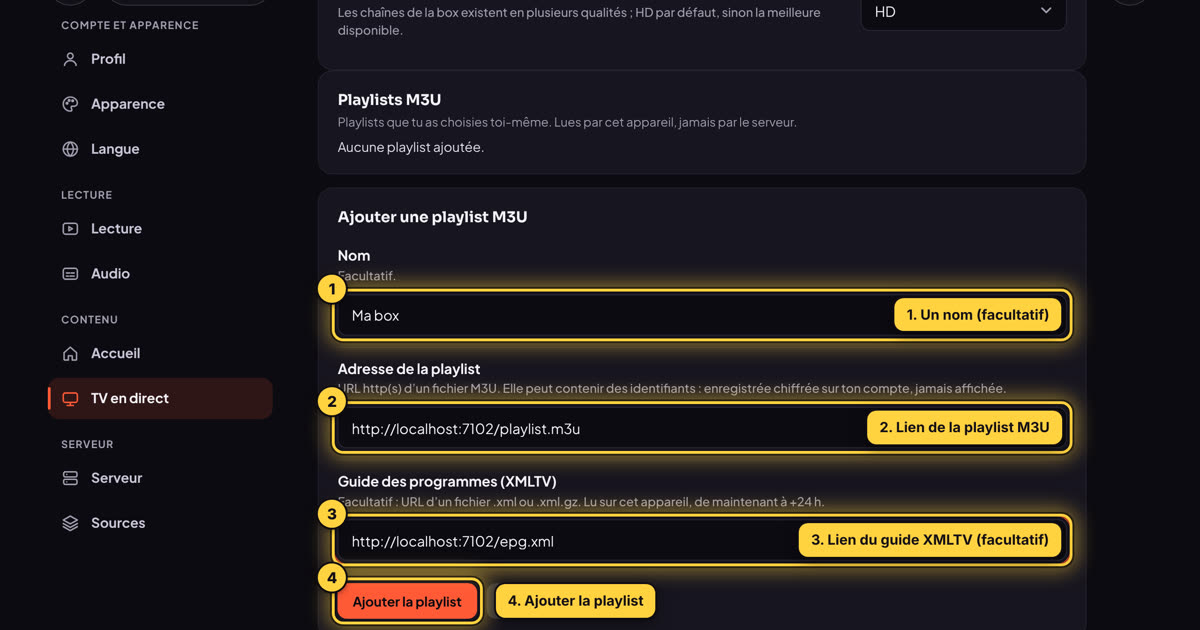 COMPTE ET APPARENCE
Profil
Apparence
Langue
LECTURE
Lecture
Audio
CONTENU
Accueil
TV en direct
SERVEUR
Serveur
Sources
Les chaînes de la box existent en plusieurs qualités ; HD par défaut, sinon la meilleure
disponible.
HD
Playlists M3U
Playlists que tu as choisies toi-même. Lues par cet appareil, jamais par le serveur.
Aucune playlist ajoutée.
Ajouter une playlist M3U
Nom
Facultatif.
1
Ma box
1. Un nom (facultatif)
Adresse de la playlist
URL http(s) d'un fichier M3U. Elle peut contenir des identifiants : enregistrée chiffrée sur ton compte, jamais affichée.
2
http://localhost:7102/playlist.m3u
2. Lien de la playlist M3U
Guide des programmes (XMLTV)
Facultatif : URL d'un fichier .xml ou .xml.gz. Lu sur cet appareil, de maintenant à +24 h.
3
http://localhost:7102/epg.xml
3. Lien du guide XMLTV (facultatif)
4
Ajouter la playlist
4. Ajouter la playlist